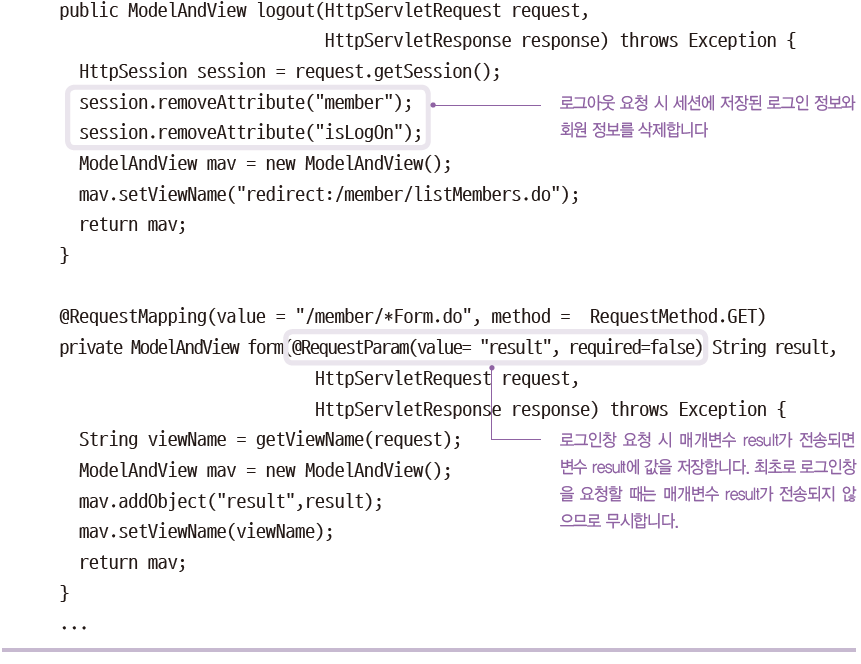 public ModelAndView logout(HttpServletRequest request,
HttpServletResponse response) throws Exception {
HttpSession session = request.getSession();
session.removeAttribute("member");
session.removeAttribute("isLogOn");
로그아웃 요청 시 세션에 저장된 로그인 정보와
회원 정보를 삭제합니다
ModelAndView mav = new ModelAndView();
mav.setViewName("redirect:/member/listMembers.do");
return mav;
}
@RequestMapping(value = "/member/*Form.do", method =  RequestMethod.GET)
private ModelAndView form(@RequestParam(value= "result", required=false) String result,
HttpServletRequest request,
HttpServletResponse response) throws Exception {
String viewName = getViewName(request);
ModelAndView mav = new ModelAndView();
mav.addObject("result",result);
mav.setViewName(viewName);
return mav;
}
...
로그인창 요청 시 매개변수 result가 전송되면
변수 result에 값을 저장합니다. 최초로 로그인창
을 요청할 때는 매개변수 result가 전송되지 않
으므로 무시합니다.